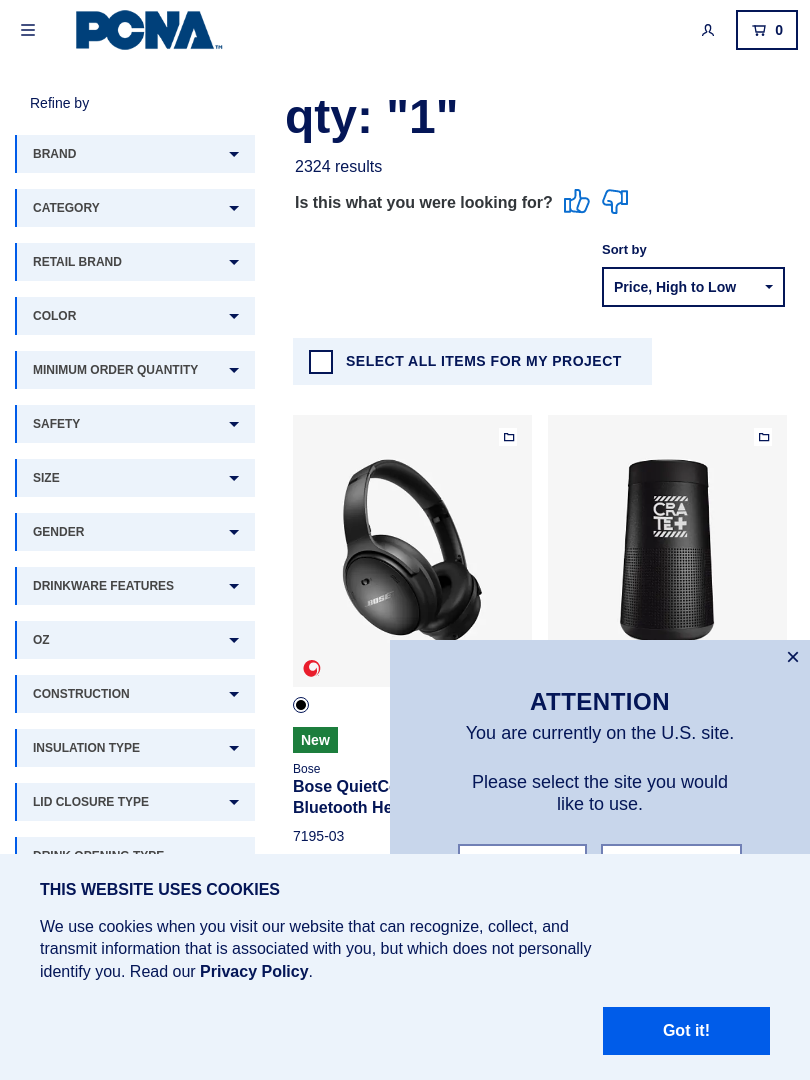 PCNA™
0
Refine by
BRAND
CATEGORY
RETAIL BRAND
COLOR
MINIMUM ORDER QUANTITY
SAFETY
SIZE
GENDER
DRINKWARE FEATURES
OZ
CONSTRUCTION
INSULATION TYPE
LID CLOSURE TYPE
DRINK OPENING TYPE
qty: "1"
2324 results
Is this what you were looking for?
Sort by
Price, High to Low
SELECT ALL ITEMS FOR MY PROJECT
BOSE
CRA
TE+
New
Bose
Bose QuietC
Bluetooth He
7195-03
×
ATTENTION
You are currently on the U.S. site.
Please select the site you would
like to use.
THIS WEBSITE USES COOKIES
We use cookies when you visit our website that can recognize, collect, and
transmit information that is associated with you, but which does not personally
identify you. Read our Privacy Policy.
Got it!